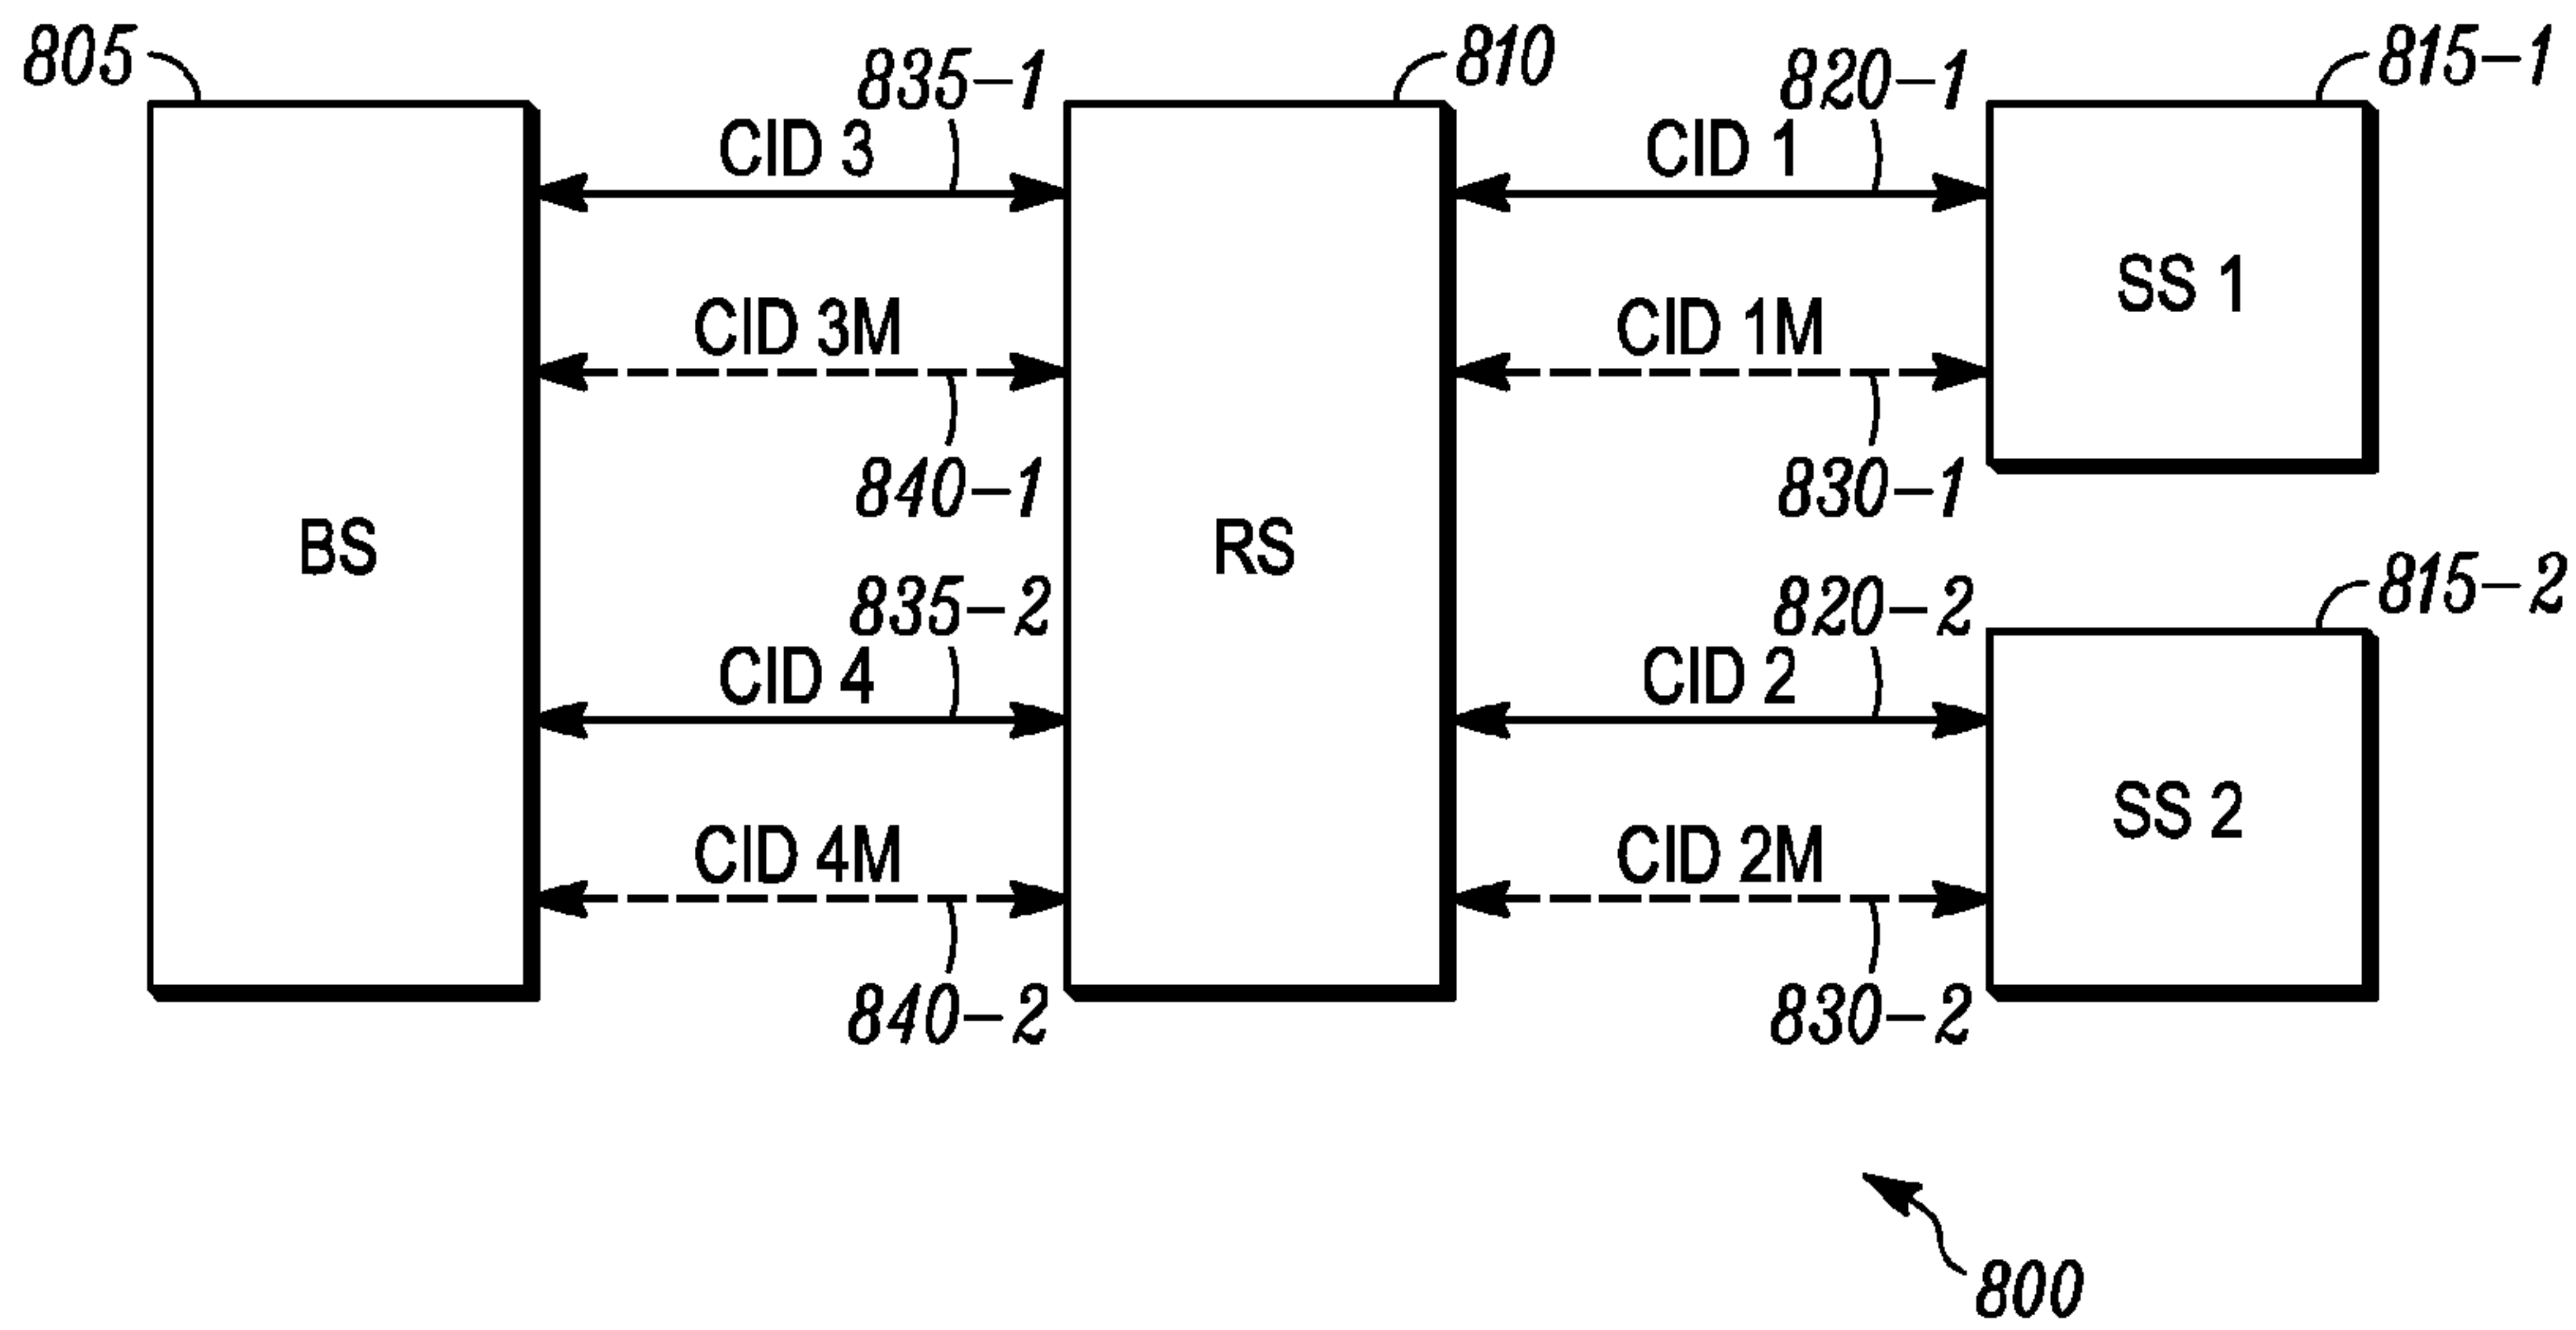 805
835-1
810
820-1
815-1
CID 3
CID 1
SS 1
CID 3M
CID 1M
840-1
830-1
BS
RS
835-2
820-2
815-2
CID 4
CID 2
SS 2
CID 4M
CID 2M
840-2
830-2
800